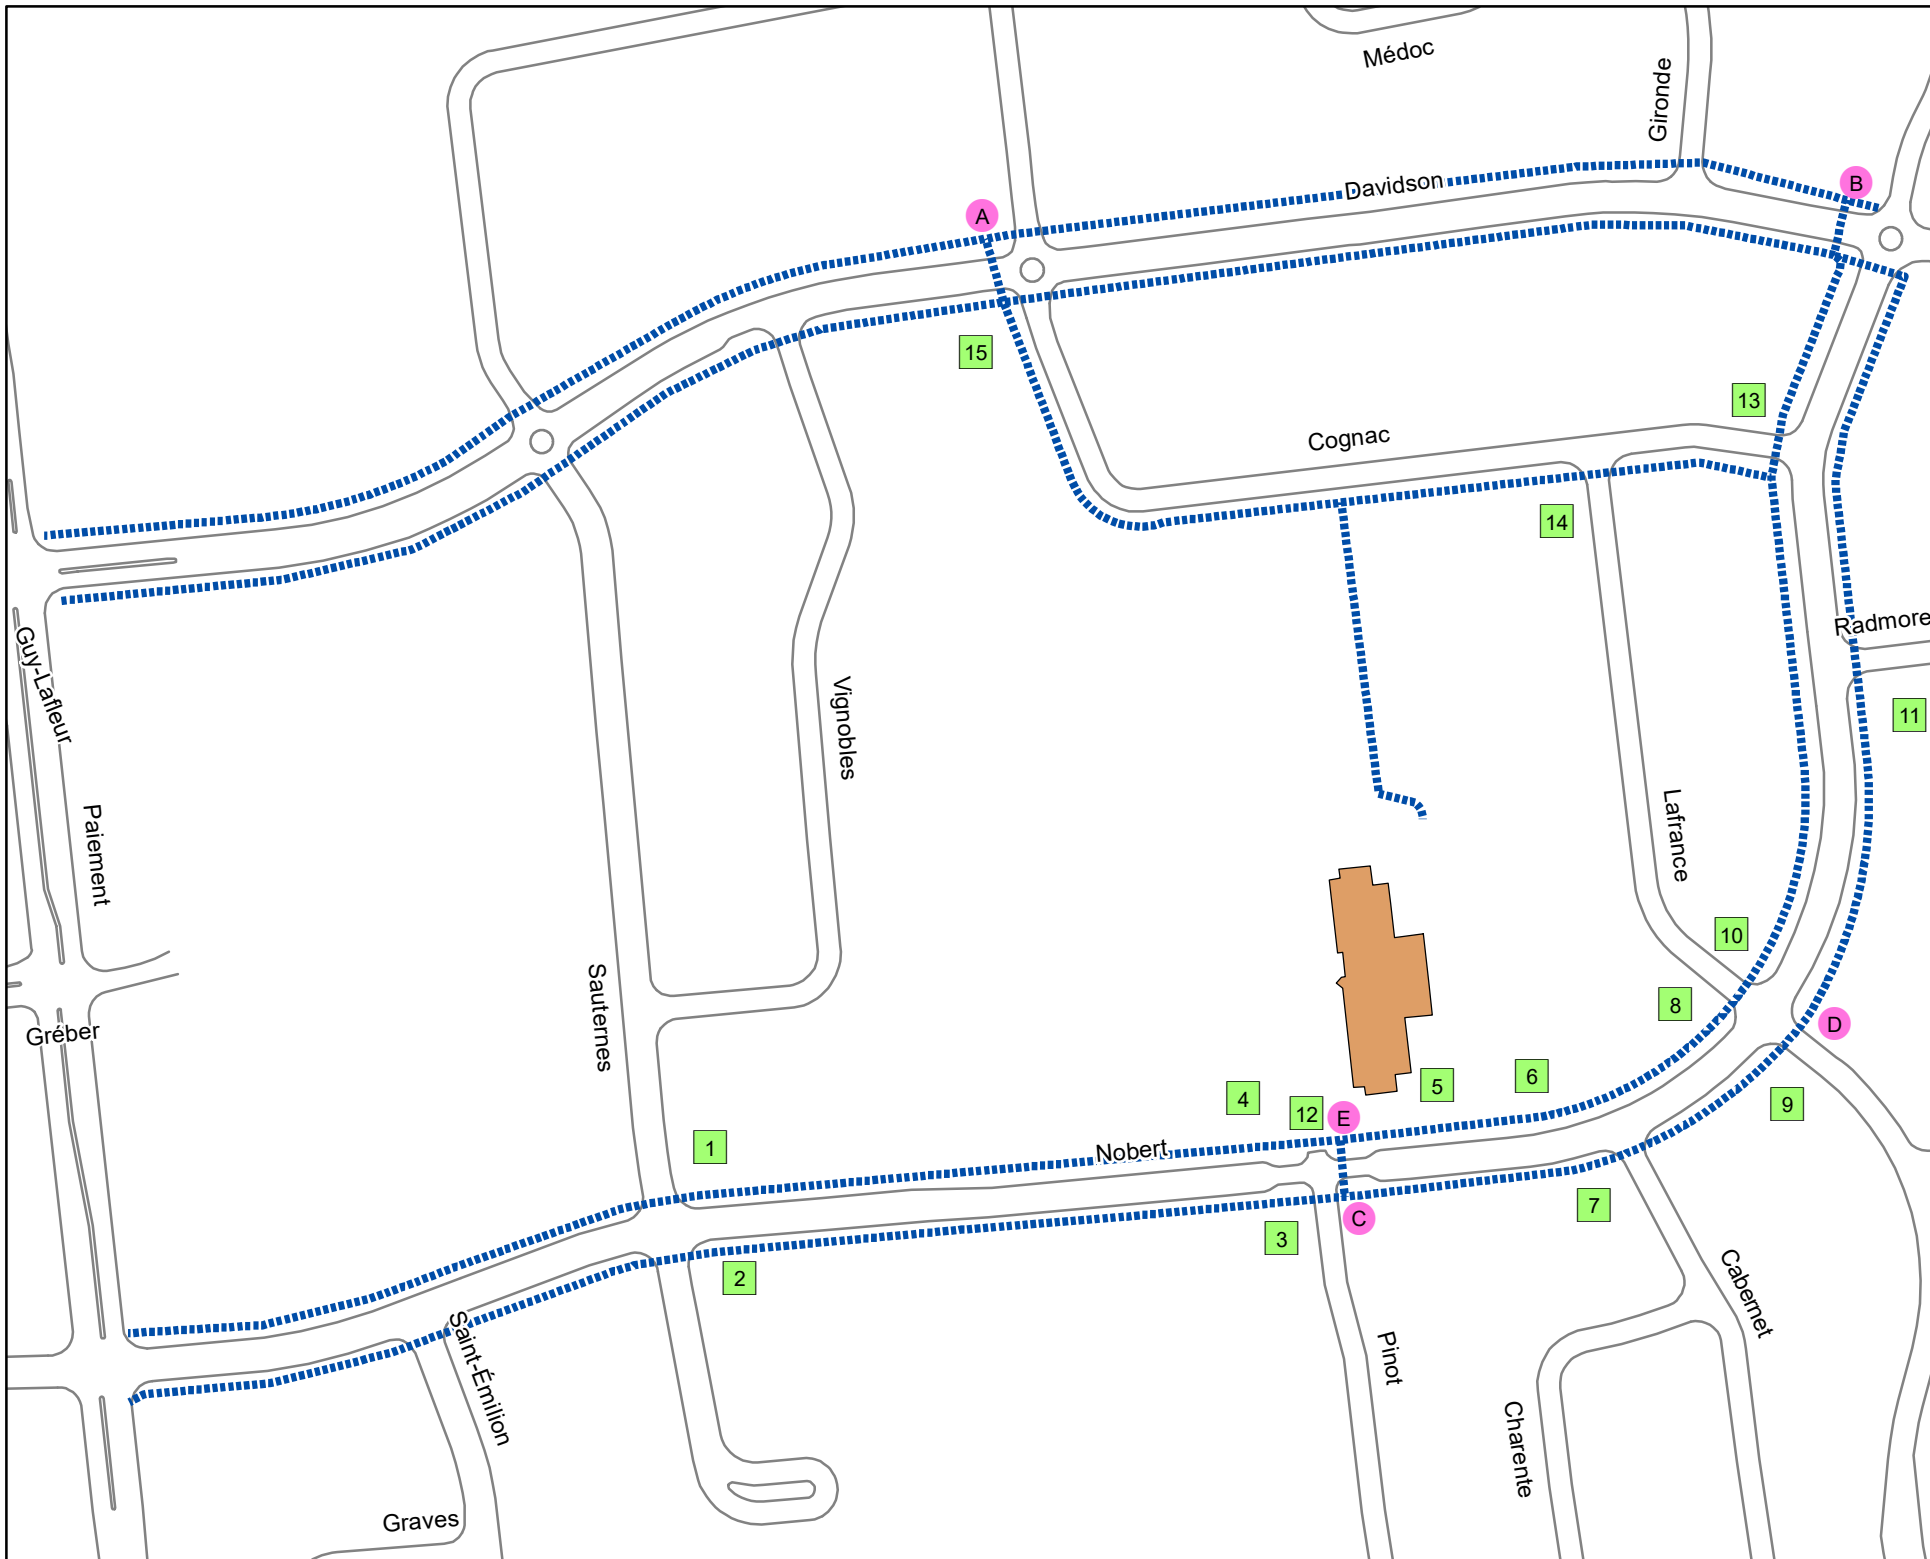 Médoc
Gironde
Davidson
B
A
15
13
Cognac
14
Radmore
Guy-Lafleur
11
Vignobles
Paiement
Lafrance
10
Sauternes
8
D
Gréber
6
5
4
9
12
E
1
Nobert
7
C
3
2
Cabernet
Saint-Émilion
Pinot
Charente
Graves